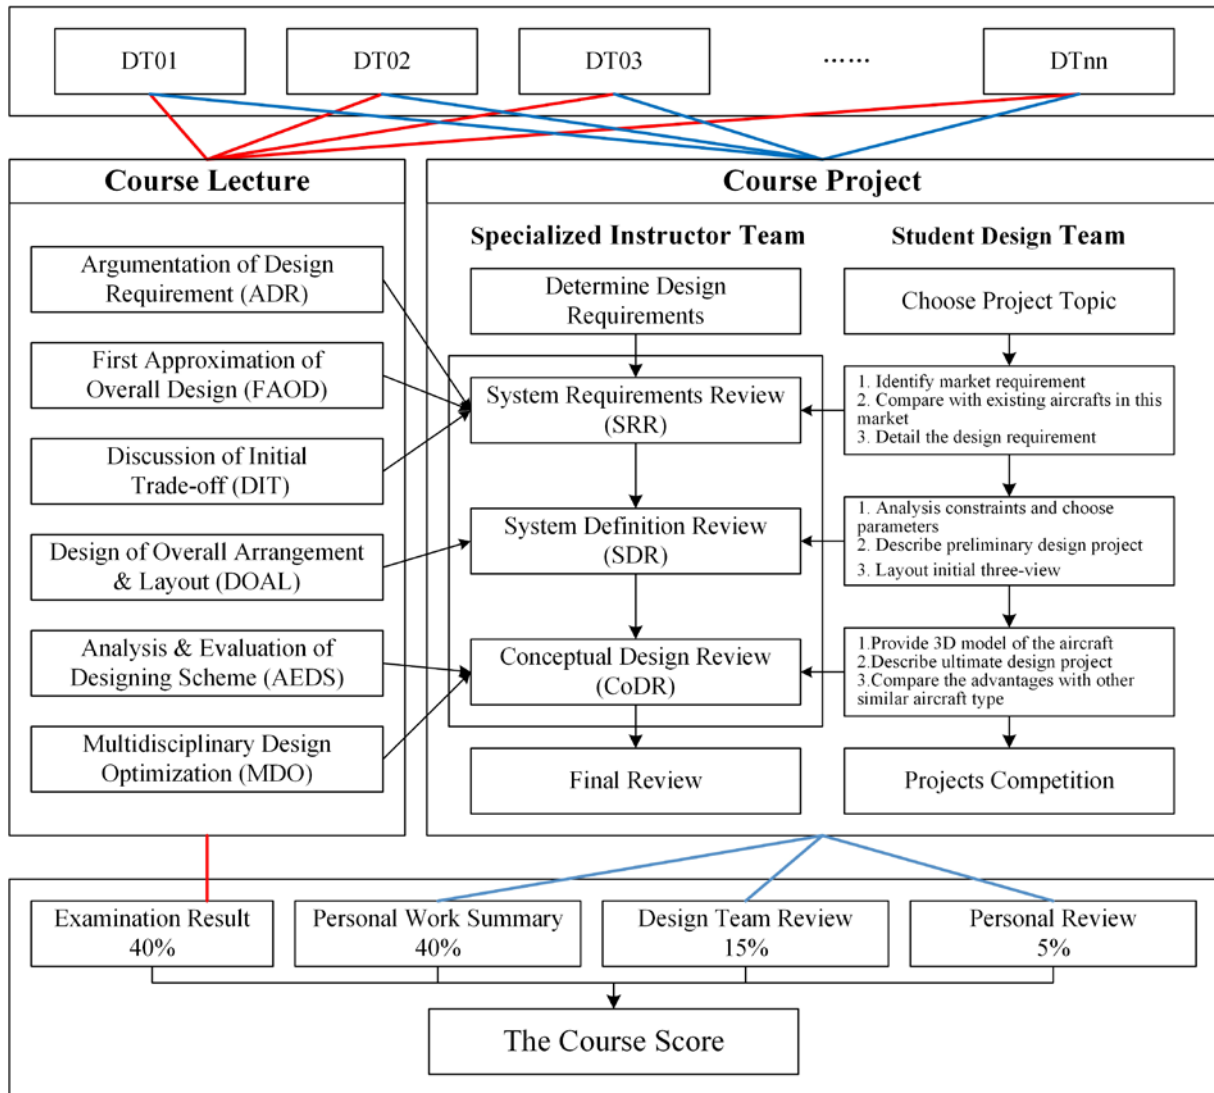 DT01
DT02
DT03
······
DTnn
Course Lecture
Argumentation of Design
Requirement (ADR)
First Approximation of
Overall Design (FAOD)
Discussion of Initial
Trade-off (DIT)
Design of Overall Arrangement
& Layout (DOAL)
Analysis & Evaluation of
Designing Scheme (AEDS)
Multidisciplinary Design
Optimization (MDO)
Course Project
Specialized Instructor Team
Determine Design
Requirements
System Requirements Review
(SRR)
System Definition Review
(SDR)
Conceptual Design Review
(CoDR)
Final Review
Student Design Team
Choose Project Topic
1. Identify market requirement
2. Compare with existing aircrafts in this
market
3. Detail the design requirement
1. Analysis constraints and choose
parameters
2. Describe preliminary design project
3. Layout initial three-view
1.Provide 3D model of the aircraft
2.Describe ultimate design project
3.Compare the advantages with other
similar aircraft type
Projects Competition
Examination Result
40%
Personal Work Summary
40%
Design Team Review
15%
Personal Review
5%
The Course Score